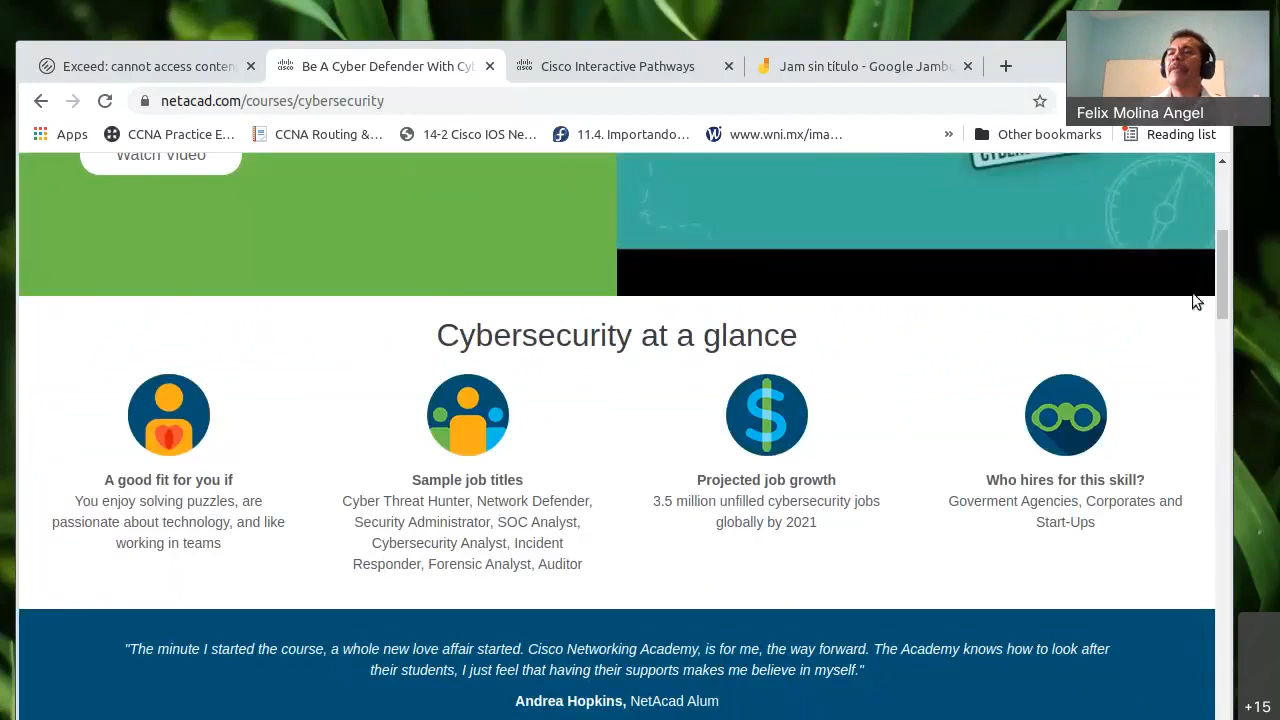 Exceed: cannot access conten
Be A Cyber Defender With Cy
Cisco Interactive Pathways
Jam sin título - Google Jambo
netacad.com/courses/cybersecurity
Felix Molina Angel
Apps
CCNA Practice E...
CCNA Routing &...
14-2 Cisco IOS Ne...
11.4. Importando...
www.wni.mx/ima...
»
Other bookmarks
Reading list
Watch Video
Cybersecurity at a glance
A good fit for you if
You enjoy solving puzzles, are
passionate about technology, and like
working in teams
Sample job titles
Cyber Threat Hunter, Network Defender,
Security Administrator, SOC Analyst,
Cybersecurity Analyst, Incident
Responder, Forensic Analyst, Auditor
Projected job growth
3.5 million unfilled cybersecurity jobs
globally by 2021
Who hires for this skill?
Goverment Agencies, Corporates and
Start-Ups
"The minute I started the course, a whole new love affair started. Cisco Networking Academy, is for me, the way forward. The Academy knows how to look after
their students, I just feel that having their supports makes me believe in myself."
Andrea Hopkins, NetAcad Alum
+15